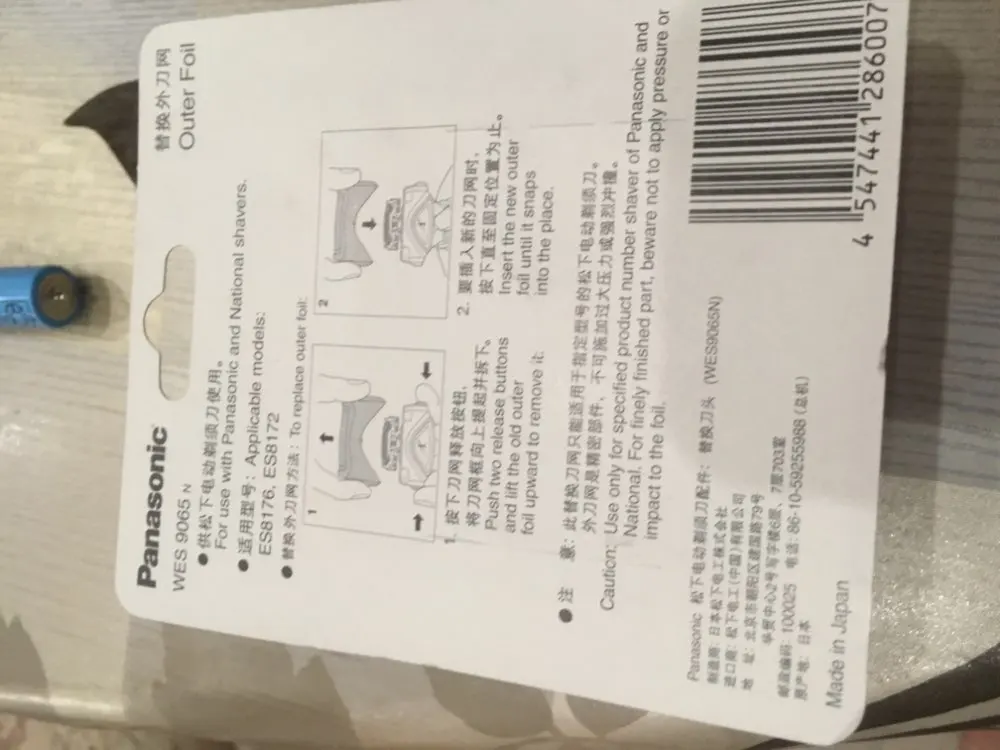 Panasonic
WES 9065 N
替换外刀网
Outer Foil
● 供松下电动剃须刀使用。
For use with Panasonic and National shavers.
● 适用型号：Applicable models:
ES8176, ES8172
● 替换外刀网方法：To replace outer foil:
1
2
1. 按下刀网释放按钮，
将刀网框向上提起并拆下。
Push two release buttons
and lift the old outer
foil upward to remove it:
2. 要插入新的刀网时，
按下直至固定位置为止。
Insert the new outer
foil until it snaps
into the place.
● 注 意：此替换刀网只能适用于指定型号的松下电动剃须刀。
外刀网是精密部件、不可施加过大压力或强烈冲撞。
Caution: Use only for specified product number shaver of Panasonic and
National. For finely finished part, beware not to apply pressure or
impact to the foil.
Panasonic 松下电动剃须刀配件：替换刀头 (WES9065N)
制造商：日本松下电工株式会社
进口商：松下电工(中国)有限公司
地 址：北京市朝阳区建国路79号
华贸中心2号写字楼6层、7层703室
邮政编码：100025 电话：86-10-59255988 (总机)
原产地：日本
Made in Japan
4 547441 286007